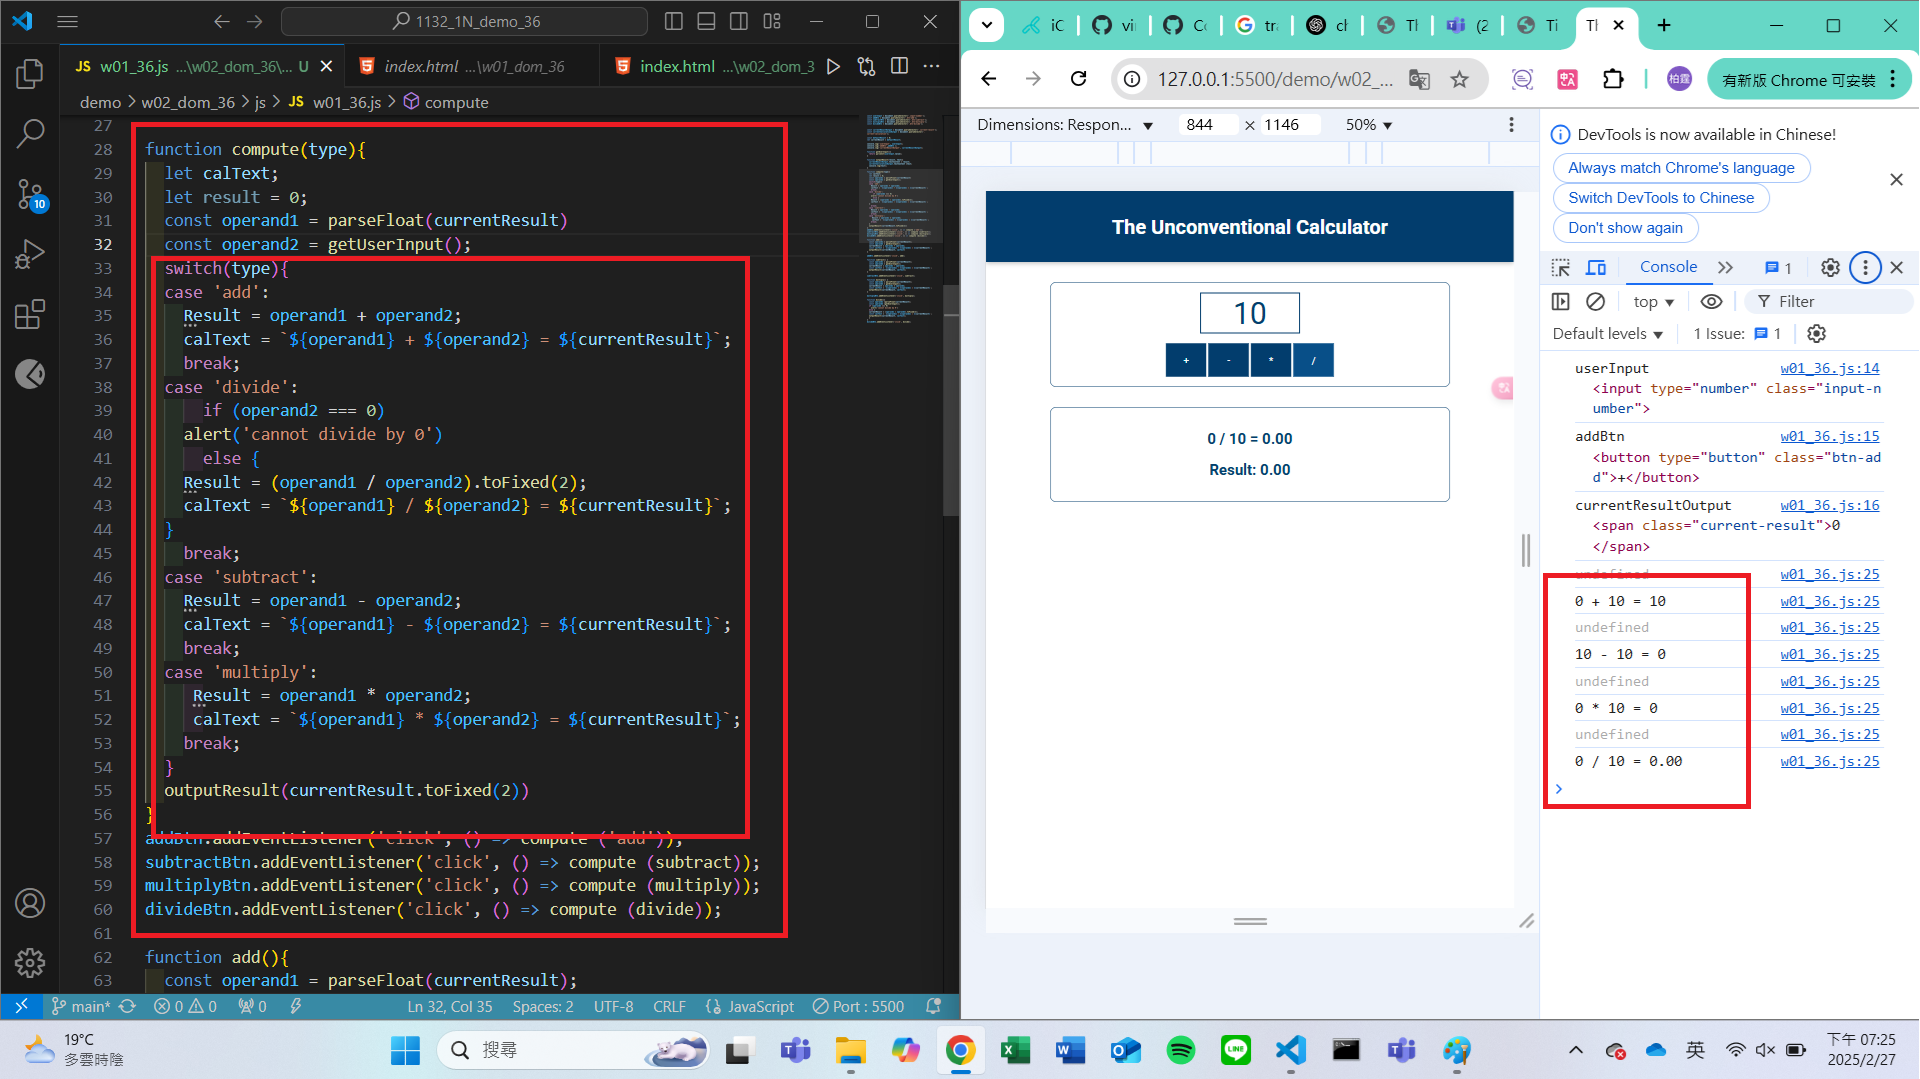 1132_1N_demo_36
JS w01_36.js ...\w02_dom_36\... U
index.html ...\w01_dom_36
index.html ...\w02_dom_3
demo > w02_dom_36 > js > JS w01_36.js > compute
27
28 function compute(type){
29 let calText;
30 let result = 0;
31 const operand1 = parseFloat(currentResult)
32 const operand2 = getUserInput();
33 switch(type){
34 case 'add':
35 Result = operand1 + operand2;
36 calText = `${operand1} + ${operand2} = ${currentResult}`;
37 break;
38 case 'divide':
39 if (operand2 === 0)
40 alert('cannot divide by 0')
41 else {
42 Result = (operand1 / operand2).toFixed(2);
43 calText = `${operand1} / ${operand2} = ${currentResult}`;
44 }
45 break;
46 case 'subtract':
47 Result = operand1 - operand2;
48 calText = `${operand1} - ${operand2} = ${currentResult}`;
49 break;
50 case 'multiply':
51 Result = operand1 * operand2;
52 calText = `${operand1} * ${operand2} = ${currentResult}`;
53 break;
54 }
55 outputResult(currentResult.toFixed(2))
56 }
57 addBtn.addEventListener('click', () => compute ('add'));
58 subtractBtn.addEventListener('click', () => compute (subtract));
59 multiplyBtn.addEventListener('click', () => compute (multiply));
60 divideBtn.addEventListener('click', () => compute (divide));
61
62 function add(){
63 const operand1 = parseFloat(currentResult);
10
main* 0 0 0
Ln 32, Col 35 Spaces: 2 UTF-8 CRLF JavaScript Port : 5500
iC
vi
Co
tra
ch
Th
(2
Ti
Th
127.0.0.1:5500/demo/w02_...
柏霆
有新版 Chrome 可安裝
Dimensions: Respon... 844 × 1146 50%
The Unconventional Calculator
10
+ - * /
0 / 10 = 0.00
Result: 0.00
DevTools is now available in Chinese!
Always match Chrome's language
Switch DevTools to Chinese
Don't show again
Console 1
top Filter
Default levels 1 Issue: 1
userInput w01_36.js:14
<input type="number" class="input-n
umber">
addBtn w01_36.js:15
<button type="button" class="btn-ad
d">+</button>
currentResultOutput w01_36.js:16
<span class="current-result">0
</span>
undefined w01_36.js:25
0 + 10 = 10 w01_36.js:25
undefined w01_36.js:25
10 - 10 = 0 w01_36.js:25
undefined w01_36.js:25
0 * 10 = 0 w01_36.js:25
undefined w01_36.js:25
0 / 10 = 0.00 w01_36.js:25
19°C
多雲時陰
搜尋
英
下午 07:25
2025/2/27